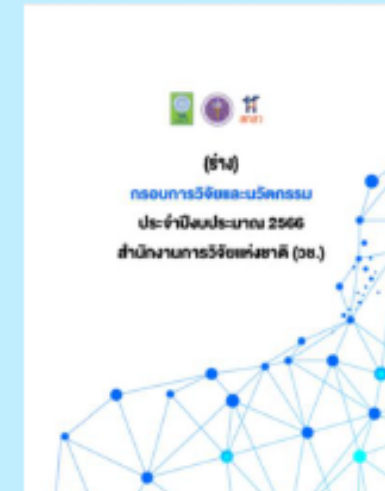 (ร่าง)
กรอบการวิจัยและนวัตกรรม
ประจำปีงบประมาณ 2566
สำนักงานการวิจัยแห่งชาติ (วช.)